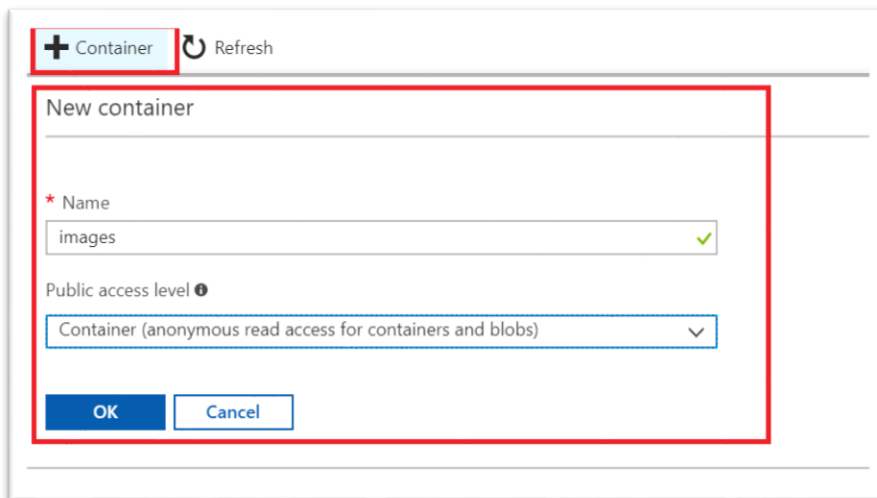 Container Refresh
New container
* Name
images
Public access level
Container (anonymous read access for containers and blobs)
OK Cancel